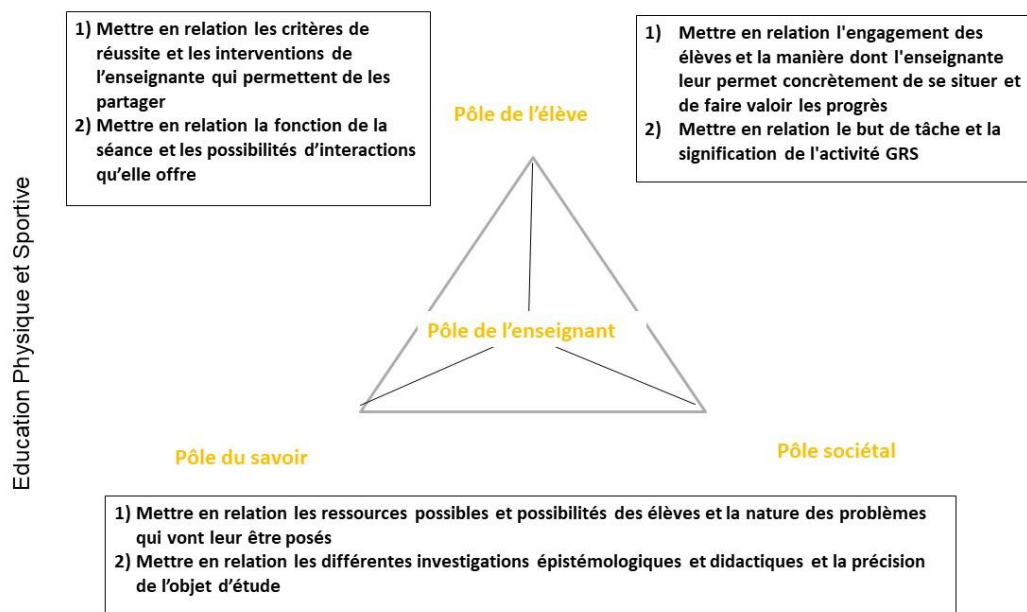 1) Mettre en relation les critères de
réussite et les interventions de
l’enseignante qui permettent de les
partager
2) Mettre en relation la fonction de la
séance et les possibilités d’interactions
qu’elle offre
1) Mettre en relation l'engagement des
élèves et la manière dont l'enseignante
leur permet concrètement de se situer et
de faire valoir les progrès
2) Mettre en relation le but de tâche et la
signification de l'activité GRS
Pôle de l’élève
Education Physique et Sportive
Pôle de l’enseignant
Pôle du savoir
Pôle sociétal
1) Mettre en relation les ressources possibles et possibilités des élèves et la nature des problèmes
qui vont leur être posés
2) Mettre en relation les différentes investigations épistémologiques et didactiques et la précision
de l’objet d’étude